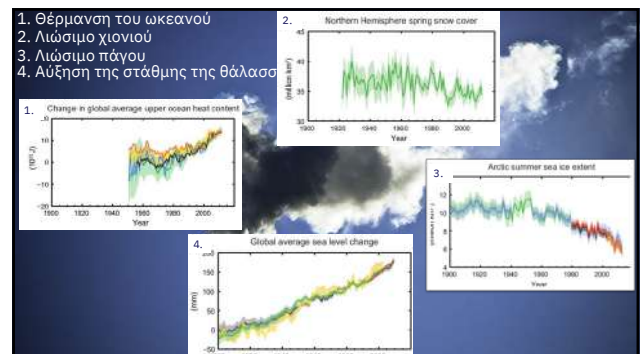 1. Θέρμανση του ωκεανού
2. Λιώσιμο χιονιού
3. Λιώσιμο πάγου
4. Αύξηση της στάθμης της θάλασσ
1.
Change in global average upper ocean heat content
10
0
−10
−20
1900 1920 1940 1960 1980 2000
Year
2.
Northern Hemisphere spring snow cover
(million km²)
45
40
35
30
1900 1920 1940 1960 1980 2000
Year
3.
Arctic summer sea ice extent
12
10
8
6
4
1900 1920 1940 1960 1980 2000
Year
4.
Global average sea level change
(mm)
200
150
100
50
0
−50